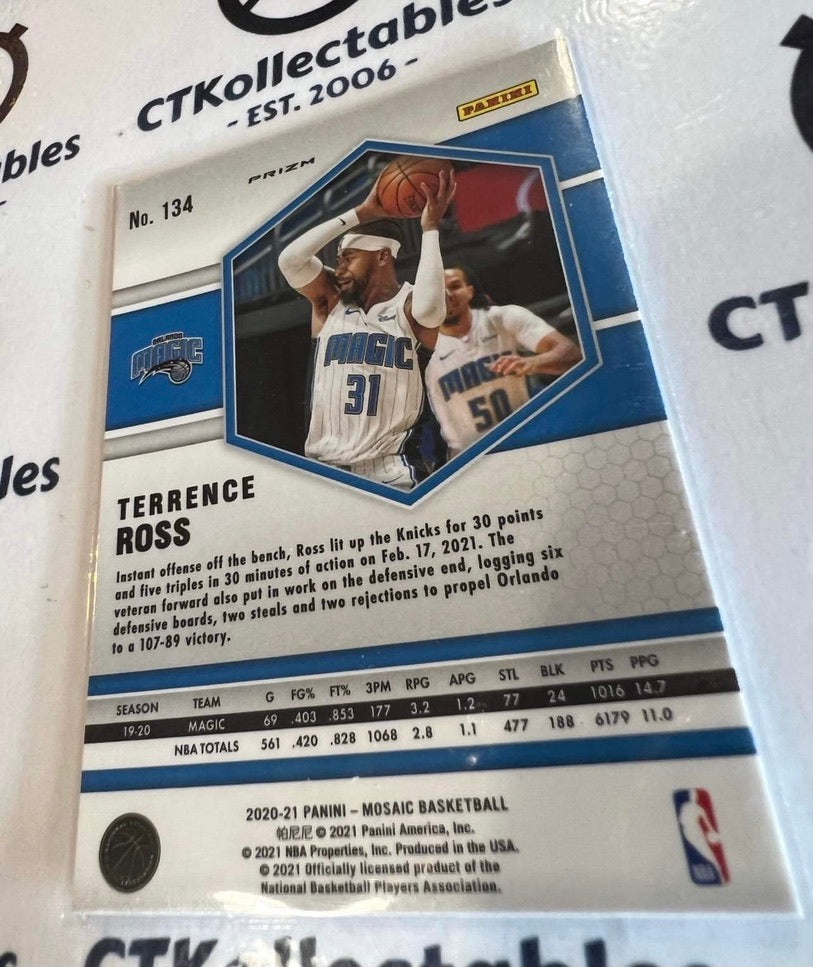 CTKollectables
- EST. 2006 -
bles
PANINI
PRIZM
No. 134
ORLANDO
MAGIC
MAGIC
31
MAGIC
50
CT
les
TERRENCE
ROSS
Instant offense off the bench, Ross lit up the Knicks for 30 points
and five triples in 30 minutes of action on Feb. 17, 2021. The
veteran forward also put in work on the defensive end, logging six
defensive boards, two steals and two rejections to propel Orlando
to a 107-89 victory.
SEASON TEAM G FG% FT% 3PM RPG APG STL BLK PTS PPG
19-20 MAGIC 69 .403 .853 177 3.2 1.2 77 24 1016 14.7
NBA TOTALS 561 .420 .828 1068 2.8 1.1 477 188 6179 11.0
2020-21 PANINI – MOSAIC BASKETBALL
帕尼尼 © 2021 Panini America, Inc.
© 2021 NBA Properties, Inc. Produced in the USA.
© 2021 Officially licensed product of the
National Basketball Players Association.
NBA
CTKollectables